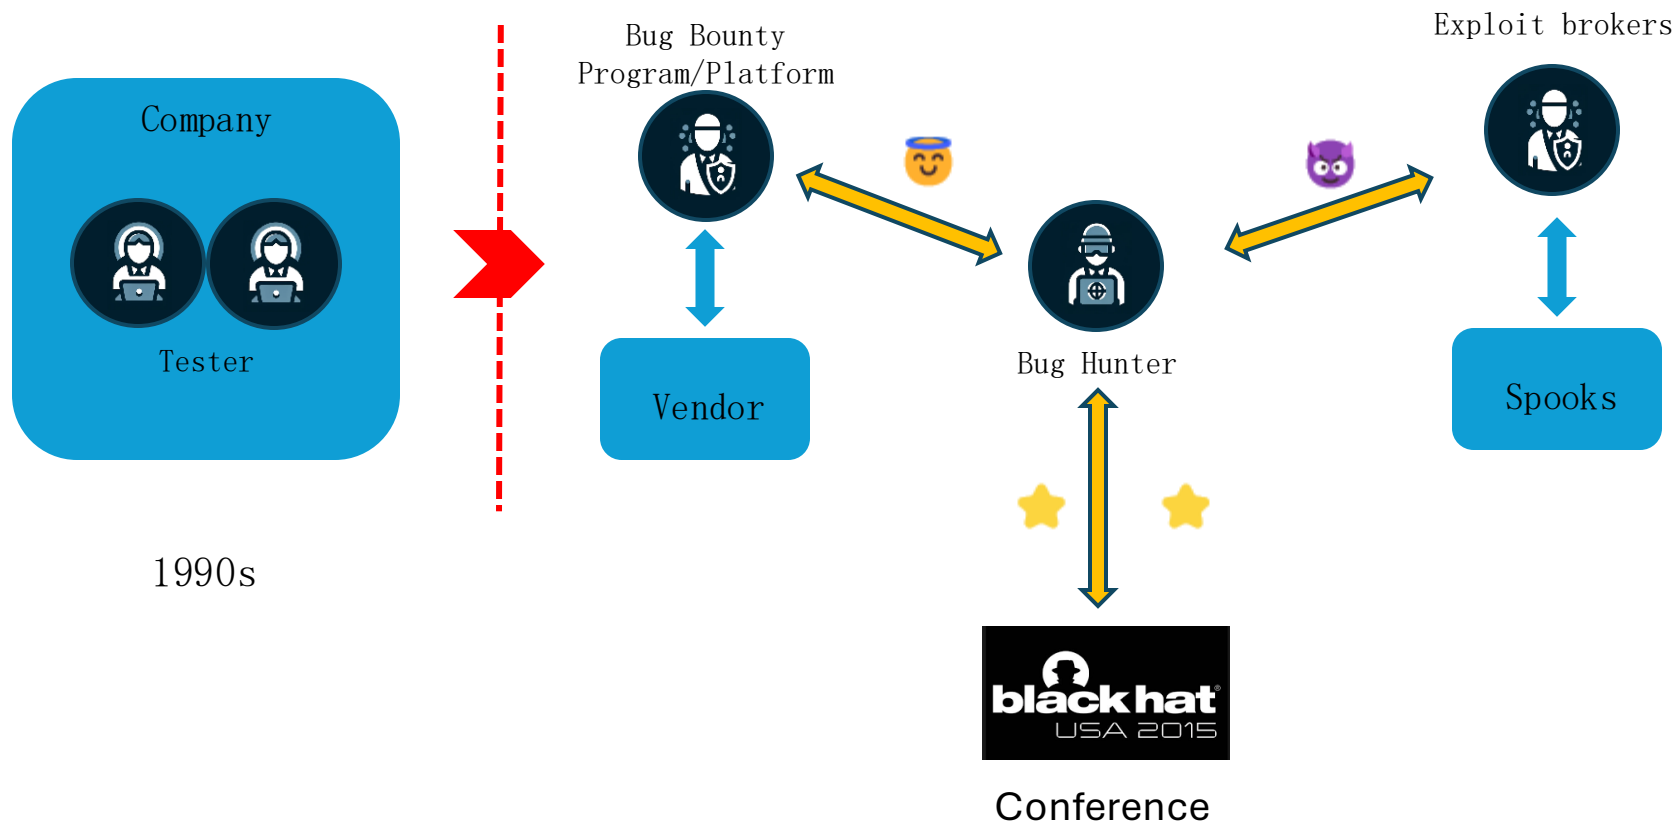 Company
Tester
1990s
Bug Bounty
Program/Platform
Vendor
Bug Hunter
Exploit brokers
Spooks
black hat®
USA 2015
Conference